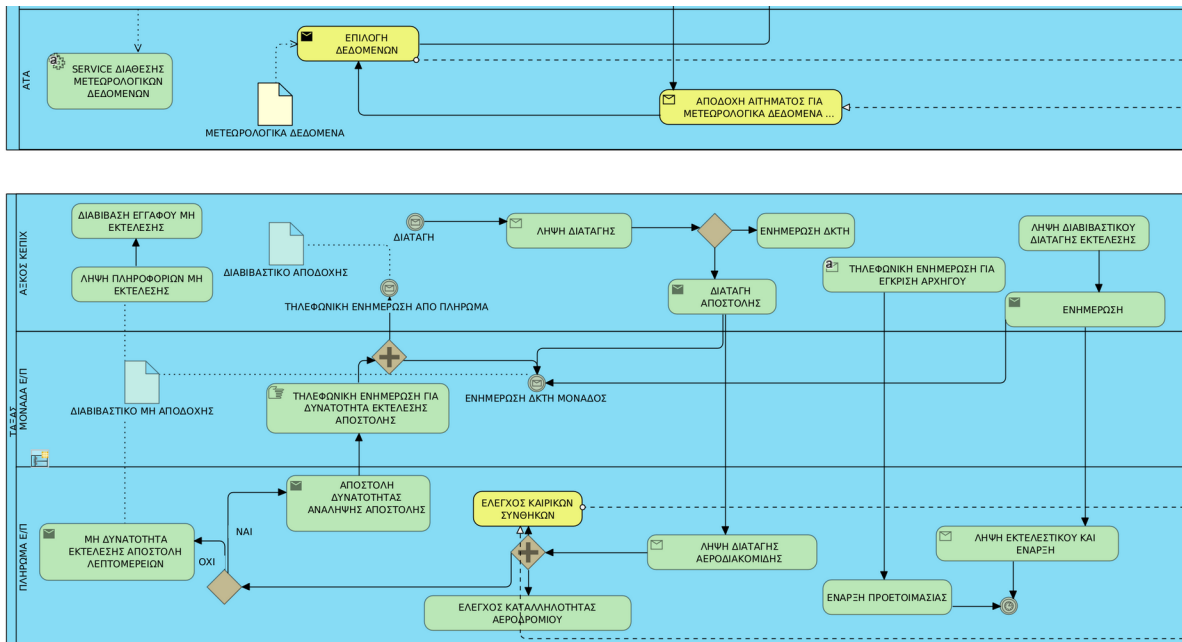 ΑΤΑ
SERVICE ΔΙΑΘΕΣΗΣ
ΜΕΤΕΩΡΟΛΟΓΙΚΩΝ
ΔΕΔΟΜΕΝΩΝ
ΕΠΙΛΟΓΗ
ΔΕΔΟΜΕΝΩΝ
ΜΕΤΕΩΡΟΛΟΓΙΚΑ ΔΕΔΟΜΕΝΑ
ΑΠΟΔΟΧΗ ΑΙΤΗΜΑΤΟΣ ΓΙΑ
ΜΕΤΕΩΡΟΛΟΓΙΚΑ ΔΕΔΟΜΕΝΑ ...
ΤΑΞΑΣ
ΑΞΚΟΣ ΚΕΠΙΧ
ΔΙΑΒΙΒΑΣΗ ΕΓΓΑΦΟΥ ΜΗ
ΕΚΤΕΛΕΣΗΣ
ΛΗΨΗ ΠΛΗΡΟΦΟΡΙΩΝ ΜΗ
ΕΚΤΕΛΕΣΗΣ
ΔΙΑΒΙΒΑΣΤΙΚΟ ΑΠΟΔΟΧΗΣ
ΔΙΑΤΑΓΗ
ΤΗΛΕΦΩΝΙΚΗ ΕΝΗΜΕΡΩΣΗ ΑΠΟ ΠΛΗΡΩΜΑ
ΛΗΨΗ ΔΙΑΤΑΓΗΣ
ΕΝΗΜΕΡΩΣΗ ΔΚΤΗ
ΔΙΑΤΑΓΗ
ΑΠΟΣΤΟΛΗΣ
ΤΗΛΕΦΩΝΙΚΗ ΕΝΗΜΕΡΩΣΗ ΓΙΑ
ΕΓΚΡΙΣΗ ΑΡΧΗΓΟΥ
ΛΗΨΗ ΔΙΑΒΙΒΑΣΤΙΚΟΥ
ΔΙΑΤΑΓΗΣ ΕΚΤΕΛΕΣΗΣ
ΕΝΗΜΕΡΩΣΗ
ΜΟΝΑΔΑ Ε/Π
ΔΙΑΒΙΒΑΣΤΙΚΟ ΜΗ ΑΠΟΔΟΧΗΣ
ΤΗΛΕΦΩΝΙΚΗ ΕΝΗΜΕΡΩΣΗ ΓΙΑ
ΔΥΝΑΤΟΤΗΤΑ ΕΚΤΕΛΕΣΗΣ
ΑΠΟΣΤΟΛΗΣ
ΕΝΗΜΕΡΩΣΗ ΔΚΤΗ ΜΟΝΑΔΟΣ
ΠΛΗΡΩΜΑ Ε/Π
ΜΗ ΔΥΝΑΤΟΤΗΤΑ
ΕΚΤΕΛΕΣΗΣ ΑΠΟΣΤΟΛΗ
ΛΕΠΤΟΜΕΡΕΙΩΝ
ΟΧΙ
ΝΑΙ
ΑΠΟΣΤΟΛΗ
ΔΥΝΑΤΟΤΗΤΑΣ
ΑΝΑΛΗΨΗΣ ΑΠΟΣΤΟΛΗΣ
ΕΛΕΓΧΟΣ ΚΑΙΡΙΚΩΝ
ΣΥΝΘΗΚΩΝ
ΕΛΕΓΧΟΣ ΚΑΤΑΛΛΗΛΟΤΗΤΑΣ
ΑΕΡΟΔΡΟΜΙΟΥ
ΛΗΨΗ ΔΙΑΤΑΓΗΣ
ΑΕΡΟΔΙΑΚΟΜΙΔΗΣ
ΕΝΑΡΞΗ ΠΡΟΕΤΟΙΜΑΣΙΑΣ
ΛΗΨΗ ΕΚΤΕΛΕΣΤΙΚΟΥ ΚΑΙ
ΕΝΑΡΞΗ